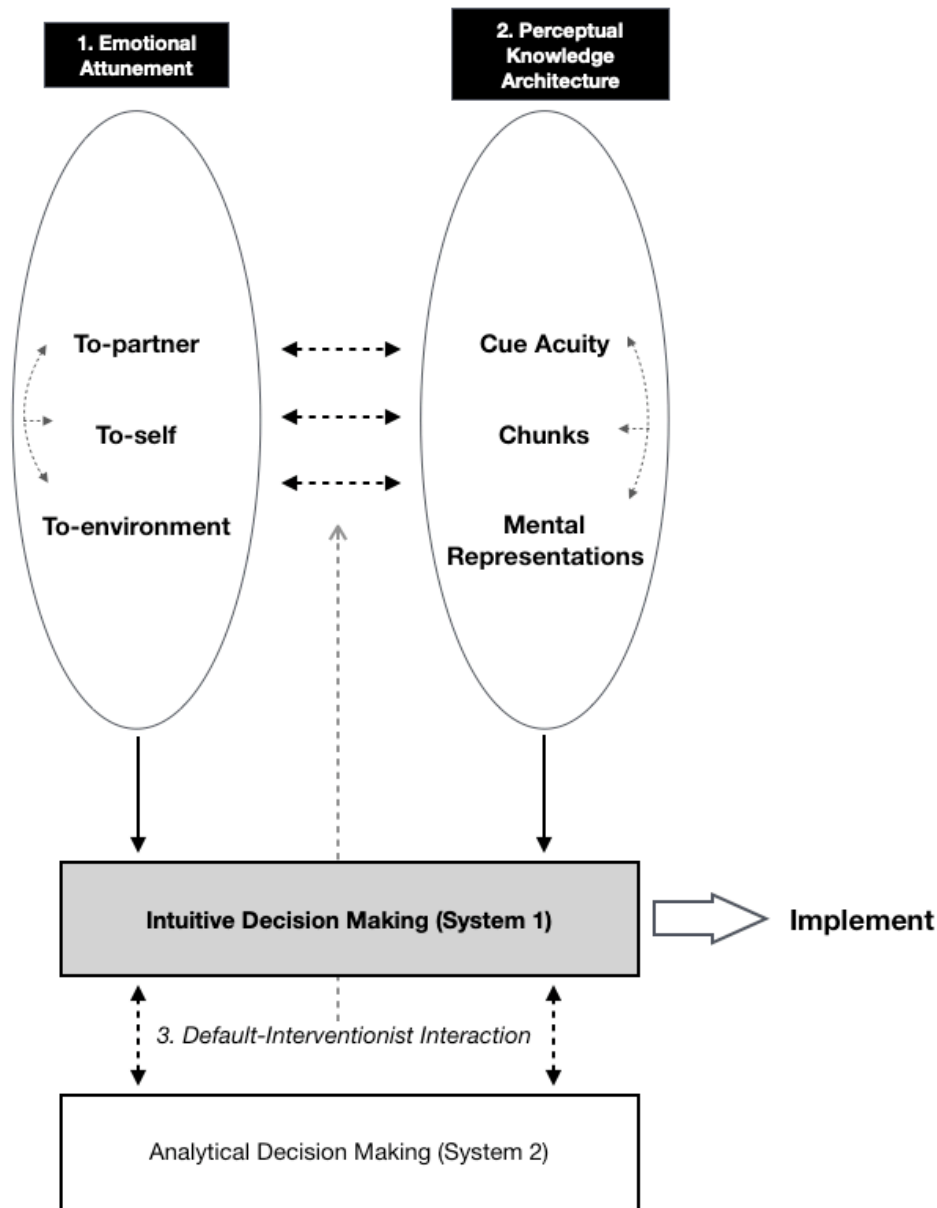 1. Emotional
Attunement
2. Perceptual
Knowledge
Architecture
To-partner
To-self
To-environment
Cue Acuity
Chunks
Mental
Representations
Intuitive Decision Making (System 1)
Implement
3. Default-Interventionist Interaction
Analytical Decision Making (System 2)